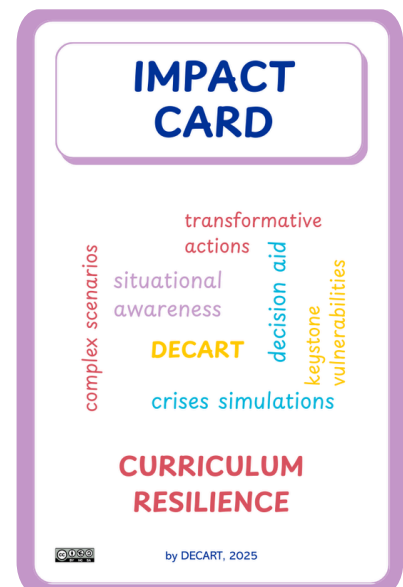 IMPACT
CARD
transformative
actions
complex scenarios
situational
awareness
decision aid
keystone
vulnerabilities
DECART
crises simulations
CURRICULUM
RESILIENCE
by DECART, 2025